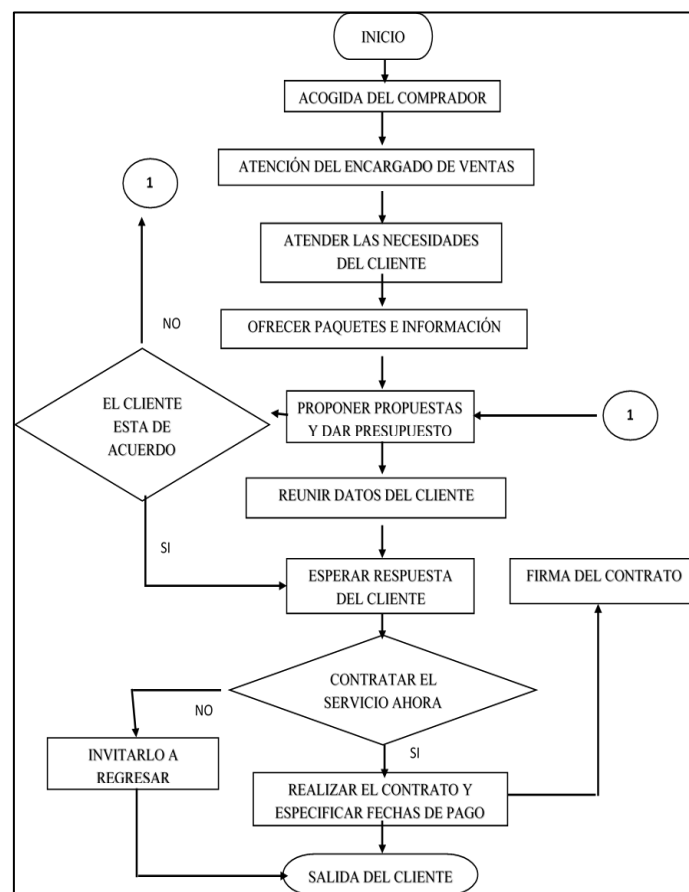 INICIO
ACOGIDA DEL COMPRADOR
ATENCIÓN DEL ENCARGADO DE VENTAS
1
ATENDER LAS NECESIDADES
DEL CLIENTE
OFRECER PAQUETES E INFORMACIÓN
NO
EL CLIENTE
ESTA DE
ACUERDO
PROPONER PROPUESTAS
Y DAR PRESUPUESTO
1
REUNIR DATOS DEL CLIENTE
SI
ESPERAR RESPUESTA
DEL CLIENTE
FIRMA DEL CONTRATO
CONTRATAR EL
SERVICIO AHORA
NO
SI
INVITARLO A
REGRESAR
REALIZAR EL CONTRATO Y
ESPECIFICAR FECHAS DE PAGO
SALIDA DEL CLIENTE